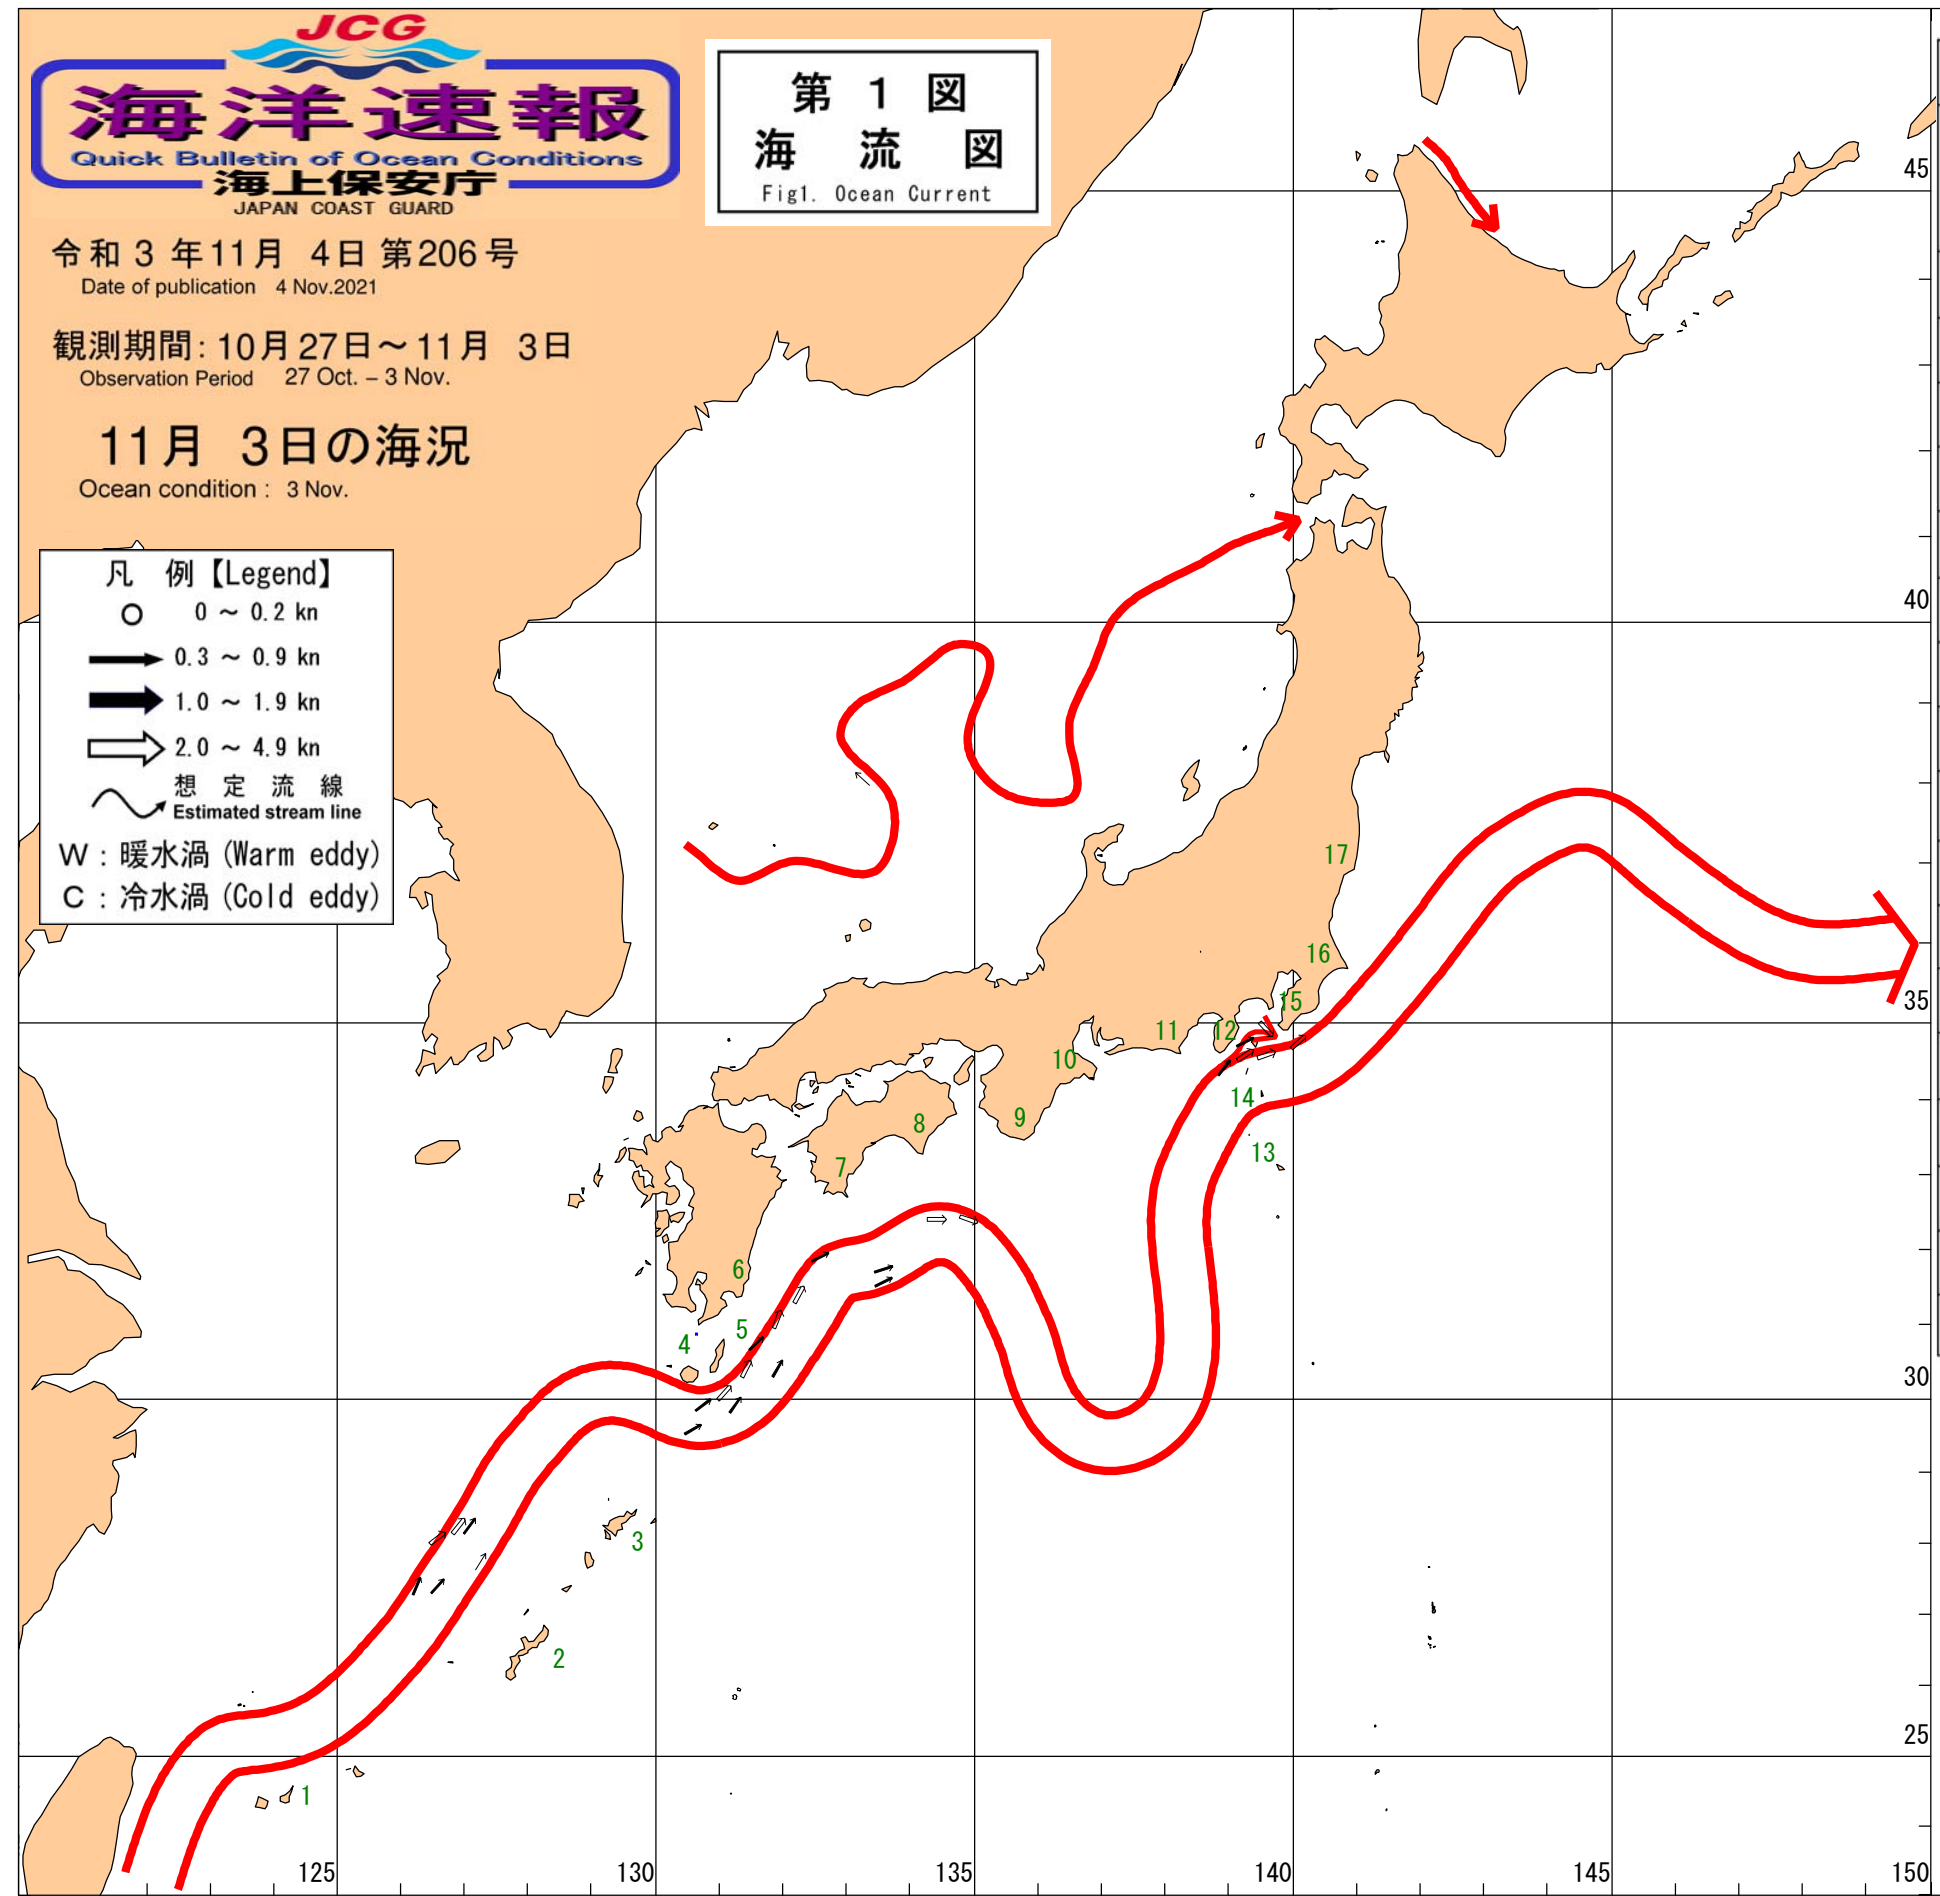 JCG
海洋速報
Quick Bulletin of Ocean Conditions
海上保安庁
JAPAN COAST GUARD
第 1 図
海 流 図
Fig1. Ocean Current
令和 3 年 11月 4日 第206号
Date of publication 4 Nov.2021
観測期間: 10月27日～11月 3日
Observation Period 27 Oct. – 3 Nov.
11月 3日の海況
Ocean condition : 3 Nov.
凡 例【Legend】
0 ～ 0.2 kn
0.3 ～ 0.9 kn
1.0 ～ 1.9 kn
2.0 ～ 4.9 kn
想 定 流 線
Estimated stream line
W : 暖水渦 (Warm eddy)
C : 冷水渦 (Cold eddy)
45
40
35
30
25
17
16
15
12
11
10
14
13
9
8
7
6
5
4
3
2
1
125
130
135
140
145
150